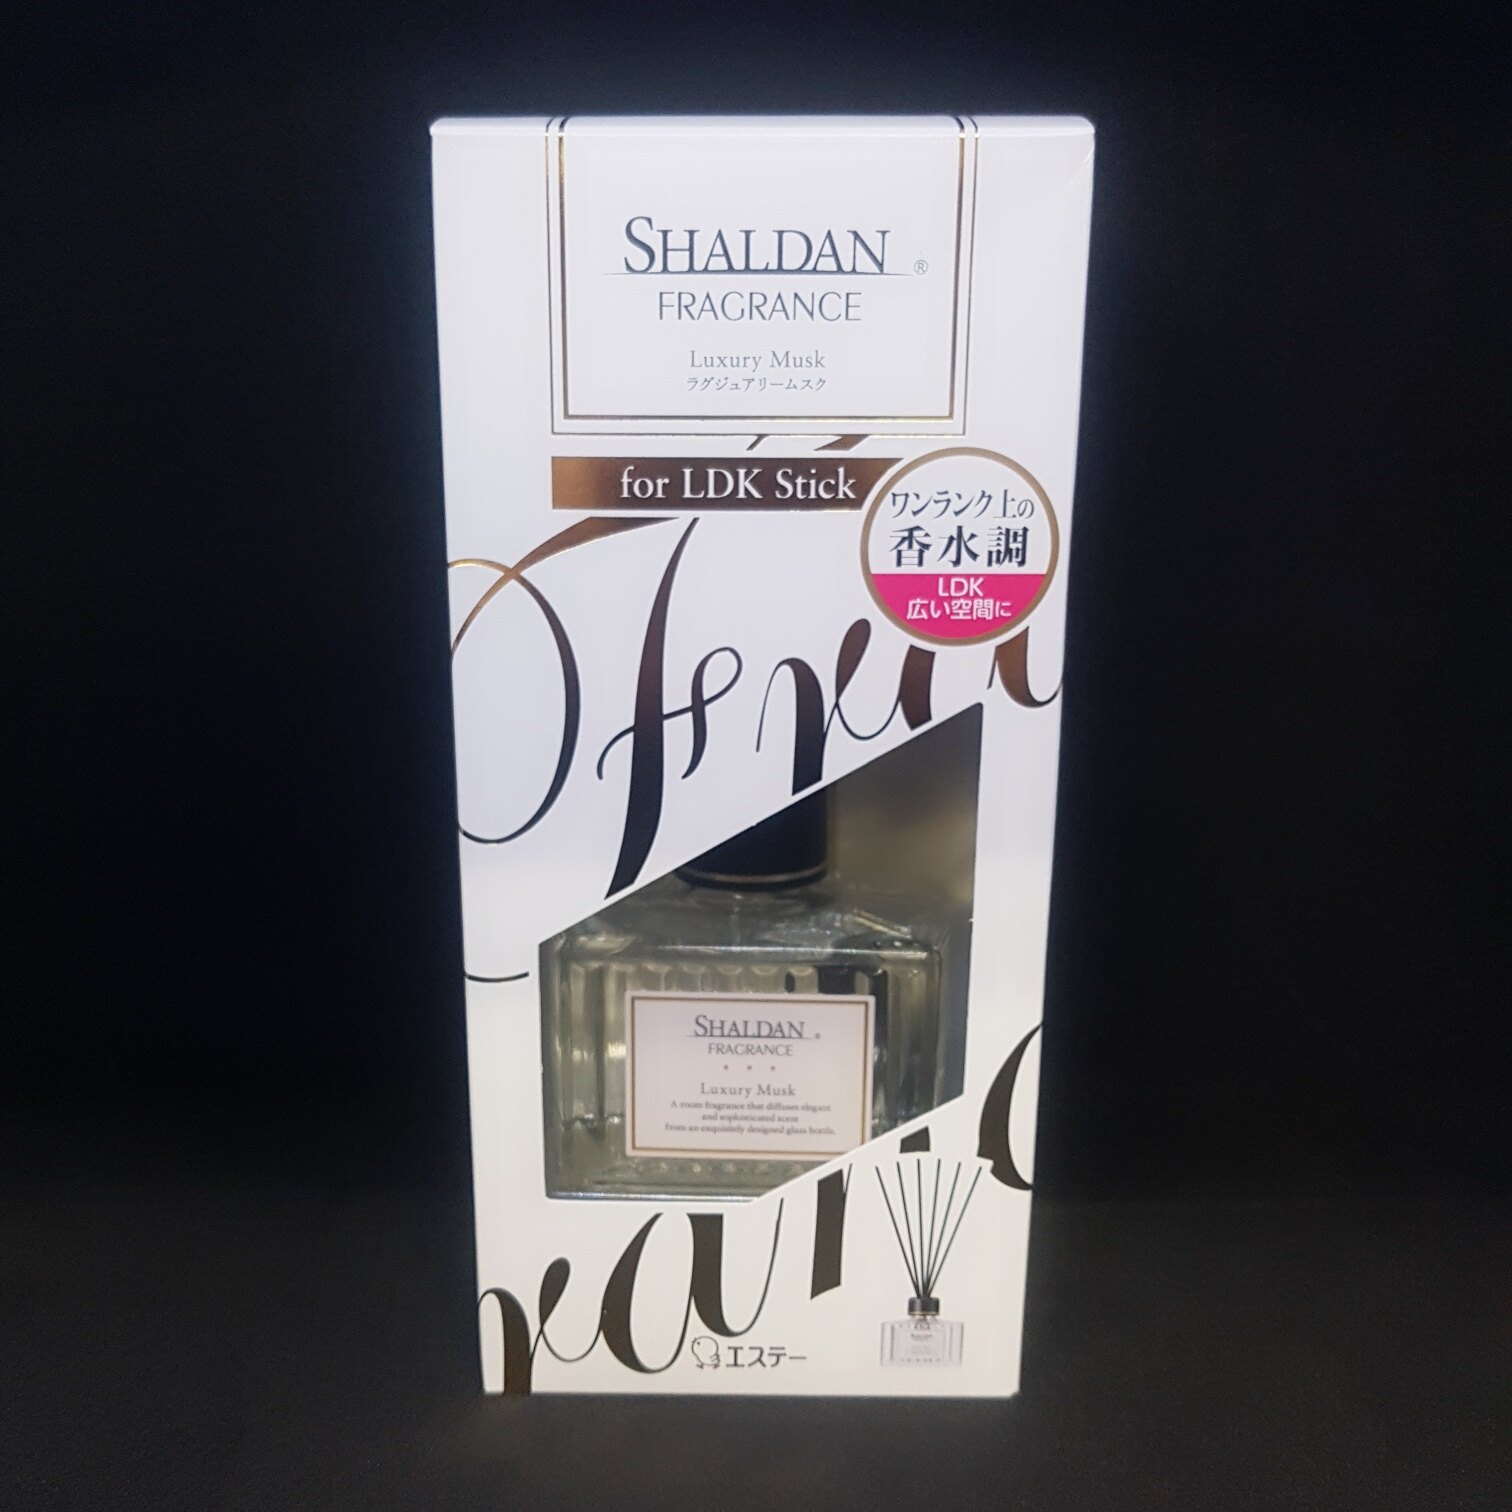 SHALDAN ®
FRAGRANCE
Luxury Musk
ラグジュアリームスク
for LDK Stick
ワンランク上の
香水調
LDK
広い空間に
SHALDAN ®
FRAGRANCE
Luxury Musk
A room fragrance that diffuses elegant
and sophisticated scent
from an exquisitely designed glass bottle.
エステー